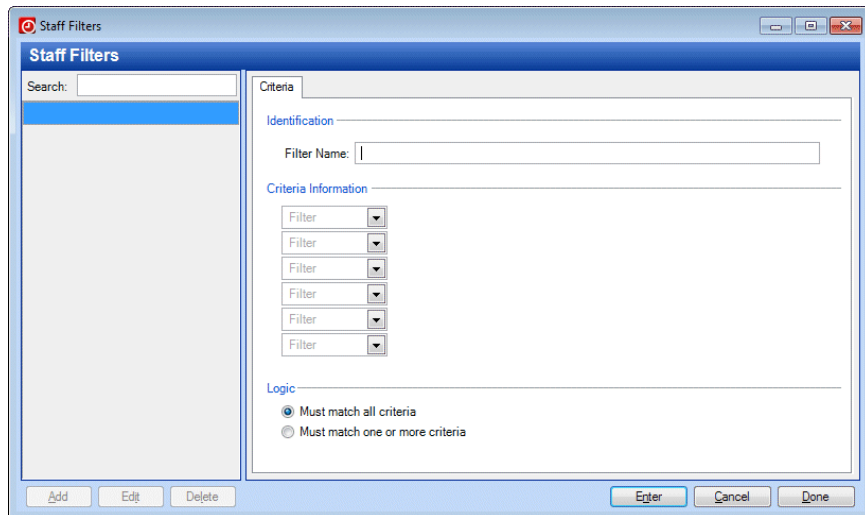 Staff Filters
Staff Filters
Search:
Criteria
Identification
Filter Name:
Criteria Information
Filter
Filter
Filter
Filter
Filter
Filter
Logic
Must match all criteria
Must match one or more criteria
Add Edit Delete Enter Cancel Done